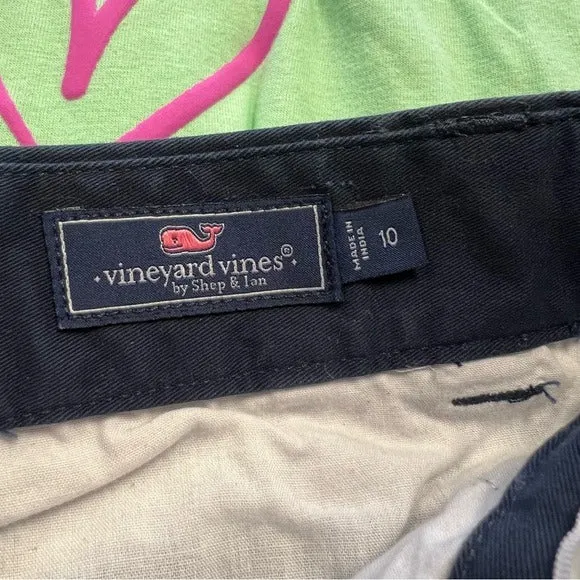 · vineyard vines® ·
by Shep & Ian
MADE IN
INDIA
10